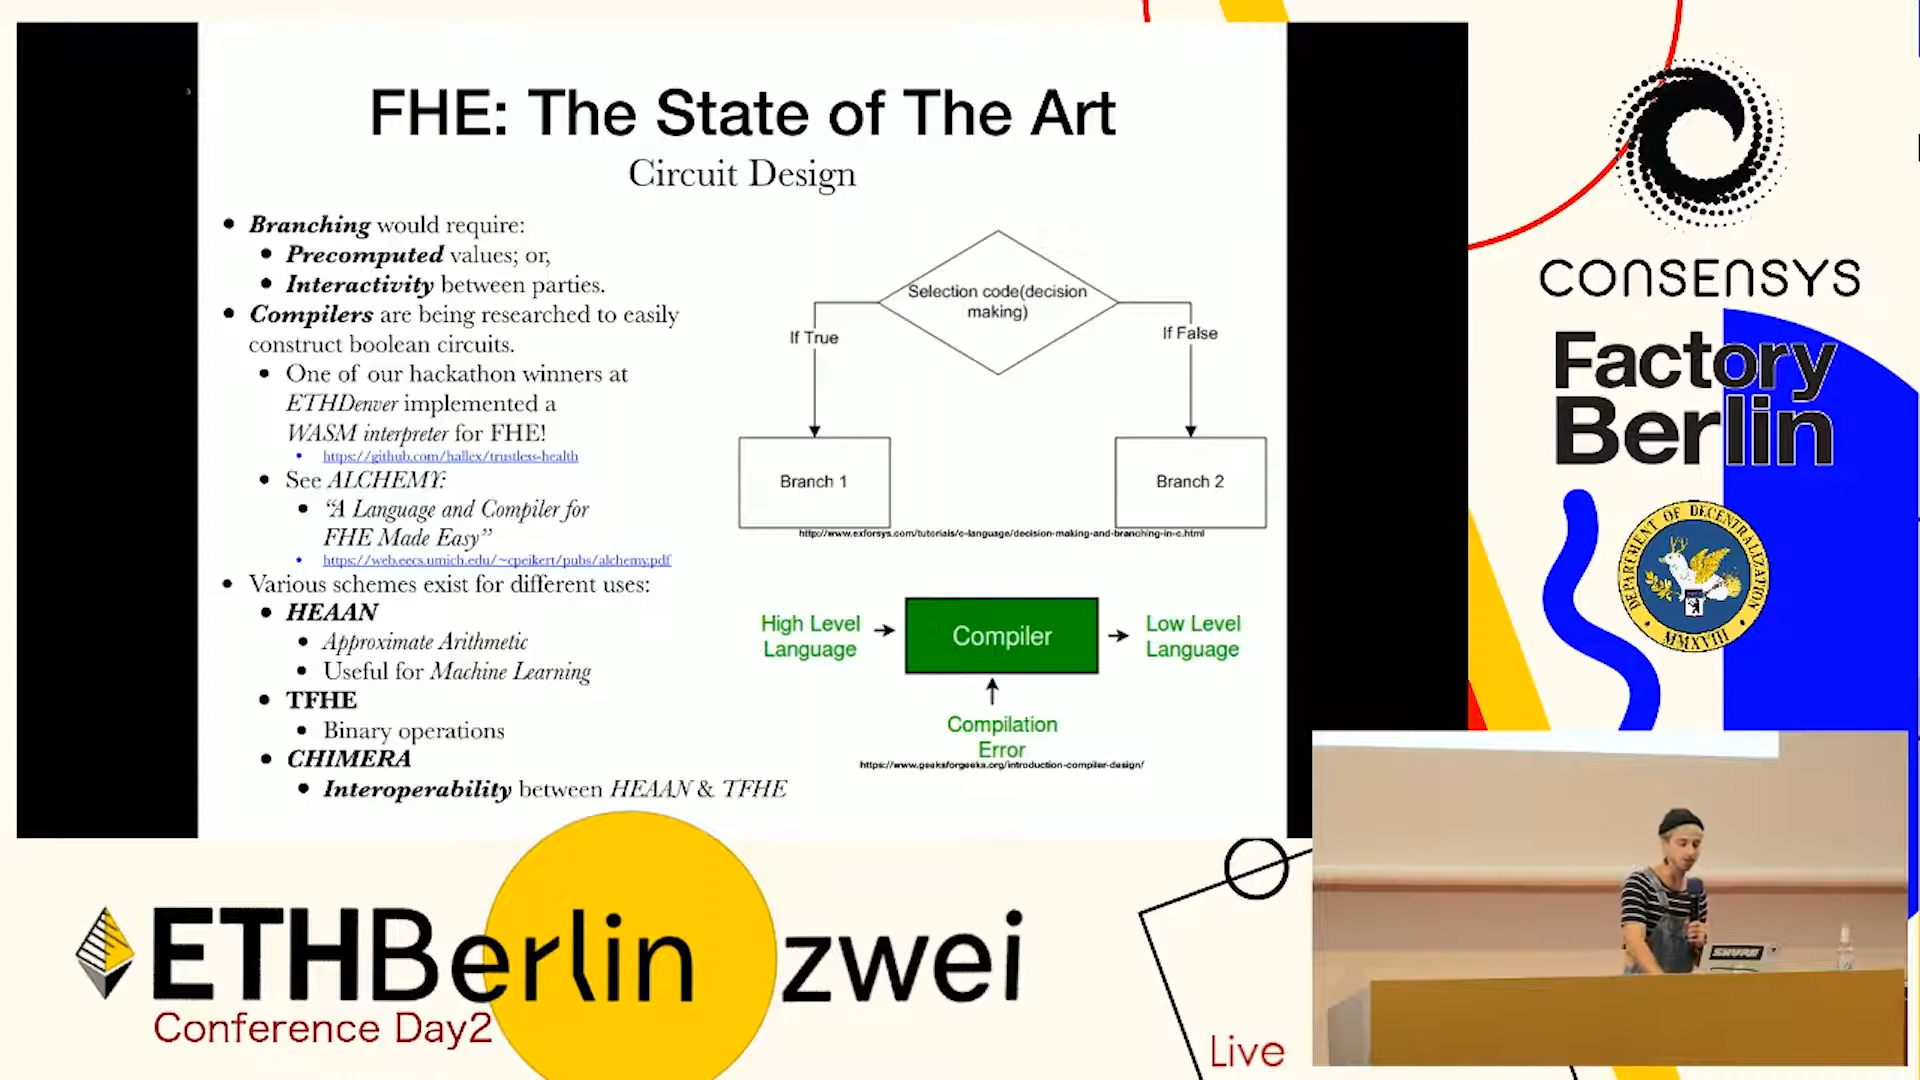 FHE: The State of The Art
Circuit Design
• Branching would require:
• Precomputed values; or,
• Interactivity between parties.
• Compilers are being researched to easily
construct boolean circuits.
• One of our hackathon winners at
ETHDenver implemented a
WASM interpreter for FHE!
• https://github.com/hallex/trustless-health
• See ALCHEMY:
• “A Language and Compiler for
FHE Made Easy”
• https://web.eecs.umich.edu/~cpeikert/pubs/alchemy.pdf
• Various schemes exist for different uses:
• HEAAN
• Approximate Arithmetic
• Useful for Machine Learning
• TFHE
• Binary operations
• CHIMERA
• Interoperability between HEAAN & TFHE
Selection code(decision
making)
If True
If False
Branch 1
Branch 2
http://www.exforsys.com/tutorials/c-language/decision-making-and-branching-in-c.html
High Level
Language
Compiler
Low Level
Language
Compilation
Error
https://www.geeksforgeeks.org/introduction-compiler-design/
CONSENSYS
Factory
Berlin
DEPARTMENT OF DECENTRALIZATION
MMXVIII
SHURE
ETHBerlin zwei
Conference Day2
Live